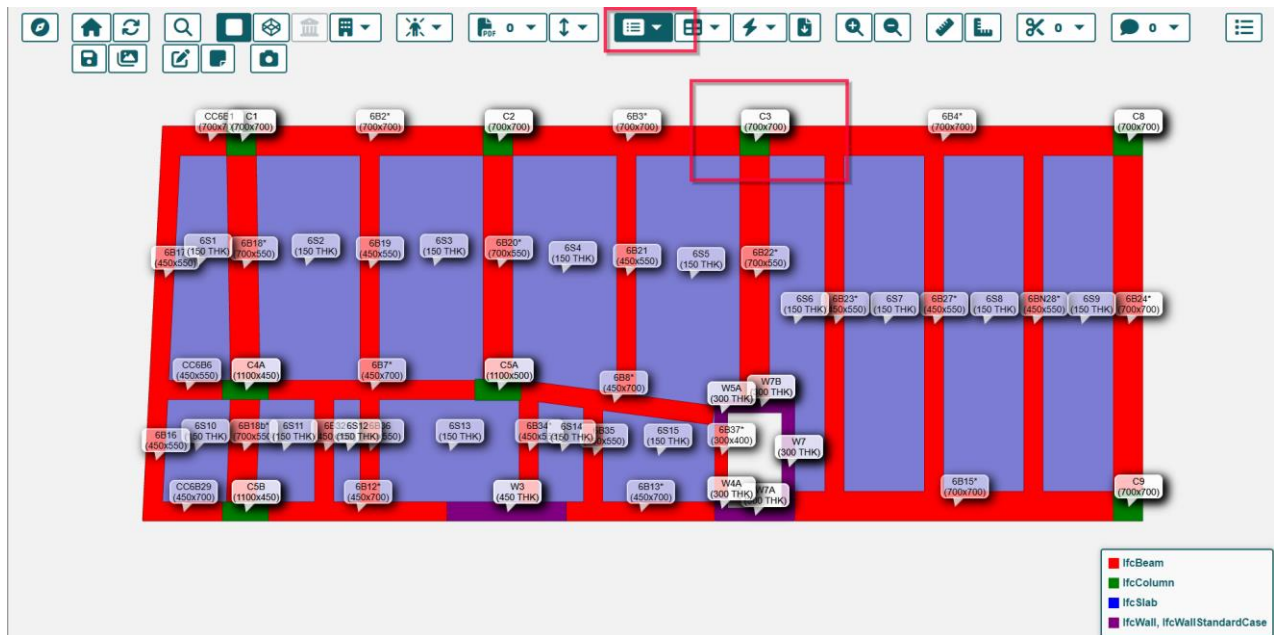 PDF 0
0
0
C1
(700x700)
6B2*
(700x700)
C2
(700x700)
6B3*
(700x700)
C3
(700x700)
6B4*
(700x700)
C8
(700x700)
6S1
(150 THK)
6B18*
(700x550)
6S2
(150 THK)
6B19
(450x550)
6S3
(150 THK)
6B20*
(700x550)
6S4
(150 THK)
6B21
(450x550)
6S5
(150 THK)
6B22*
(700x550)
6S6
(150 THK)
6B23*
6S7
(150 THK)
6B27*
(450x550)
6S8
(150 THK)
6BN28*
(450x550)
6S9
(150 THK)
6B24*
(700x700)
CC6B6
(450x550)
C4A
(1100x450)
6B7*
(450x700)
C5A
(1100x500)
6B8*
(450x700)
W5A
(300 THK)
W7B
6B16
(450x550)
6S10
6B18b*
6S11
(150 THK)
6S12
(150 THK)
6S13
(150 THK)
6B34*
6S14
(150 THK)
6B35
6S15
(150 THK)
6B37*
(300x400)
W7
(300 THK)
CC6B29
(450x700)
C5B
(1100x450)
6B12*
(450x700)
W3
(450 THK)
6B13*
(450x700)
W4A
(300 THK)
W7A
6B15*
(700x700)
C9
(700x700)
IfcBeam
IfcColumn
IfcSlab
IfcWall, IfcWallStandardCase